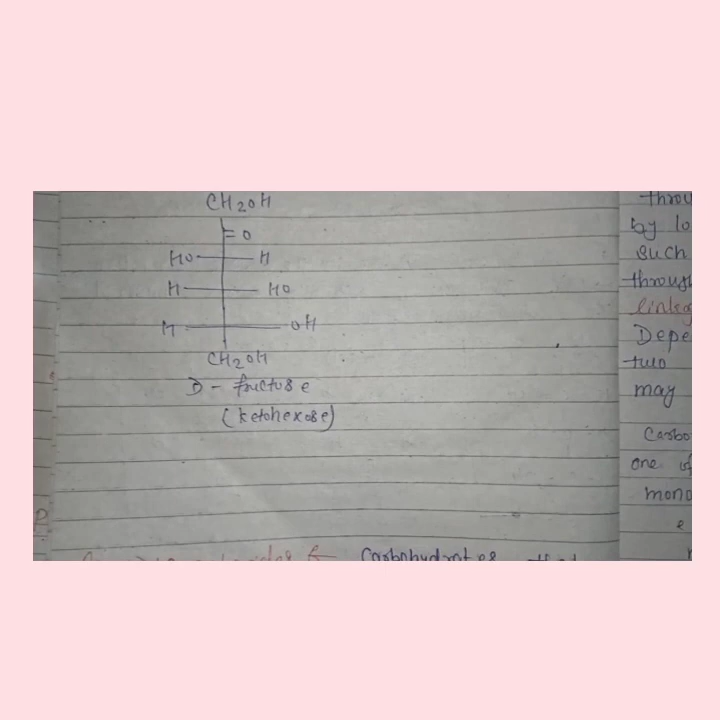 CH2OH
= O
HO H
H HO
H OH
CH2OH
D - fructose
(ketohexose)
Carbohydrates
throu
by lo
such
through
linkag
Depe
two
may
Carbo
one of
mono
e